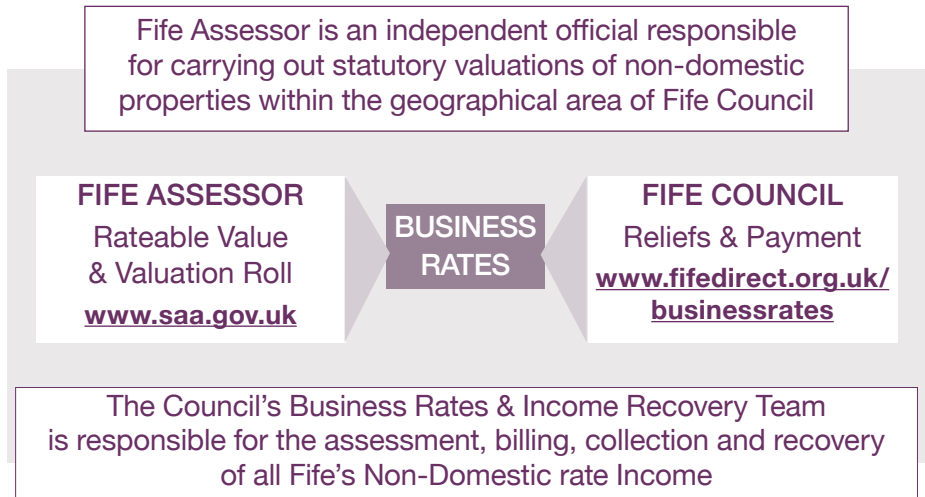 Fife Assessor is an independent official responsible
for carrying out statutory valuations of non-domestic
properties within the geographical area of Fife Council
FIFE ASSESSOR
Rateable Value
& Valuation Roll
www.saa.gov.uk
BUSINESS
RATES
FIFE COUNCIL
Reliefs & Payment
www.fifedirect.org.uk/
businessrates
The Council’s Business Rates & Income Recovery Team
is responsible for the assessment, billing, collection and recovery
of all Fife’s Non-Domestic rate Income